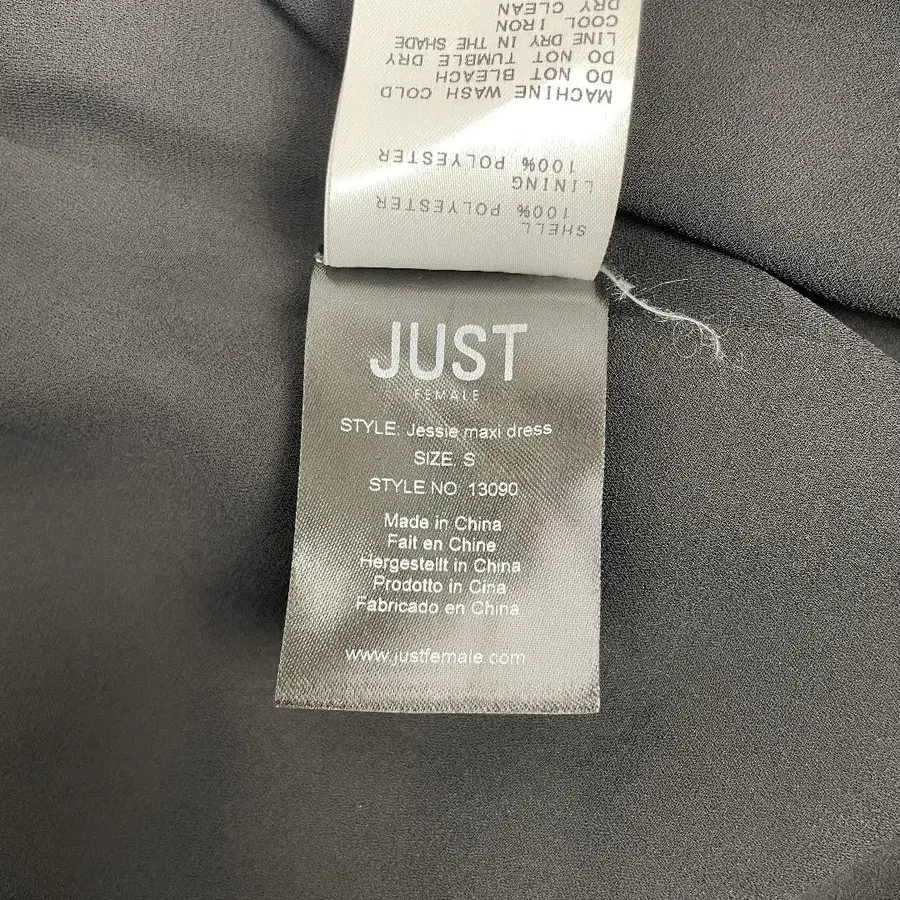 SHELL
100% POLYESTER
LINING
100% POLYESTER
MACHINE WASH COLD
DO NOT BLEACH
DO NOT TUMBLE DRY
LINE DRY IN THE SHADE
COOL IRON
DRY CLEAN
JUST
FEMALE
STYLE: Jessie maxi dress
SIZE: S
STYLE NO 13090
Made in China
Fait en Chine
Hergestellt in China
Prodotto in Cina
Fabricado en China
www.justfemale.com